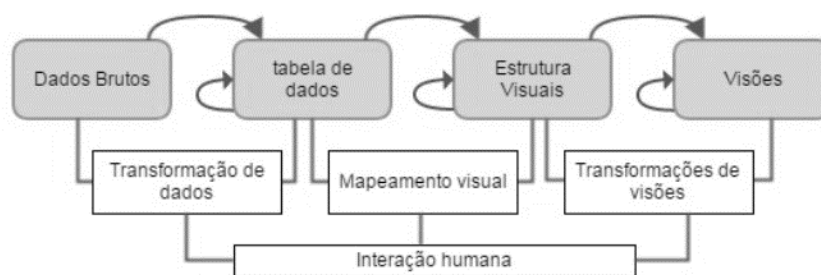 Dados Brutos
tabela de
dados
Estrutura
Visuais
Visões
Transformação de
dados
Mapeamento visual
Transformações de
visões
Interação humana